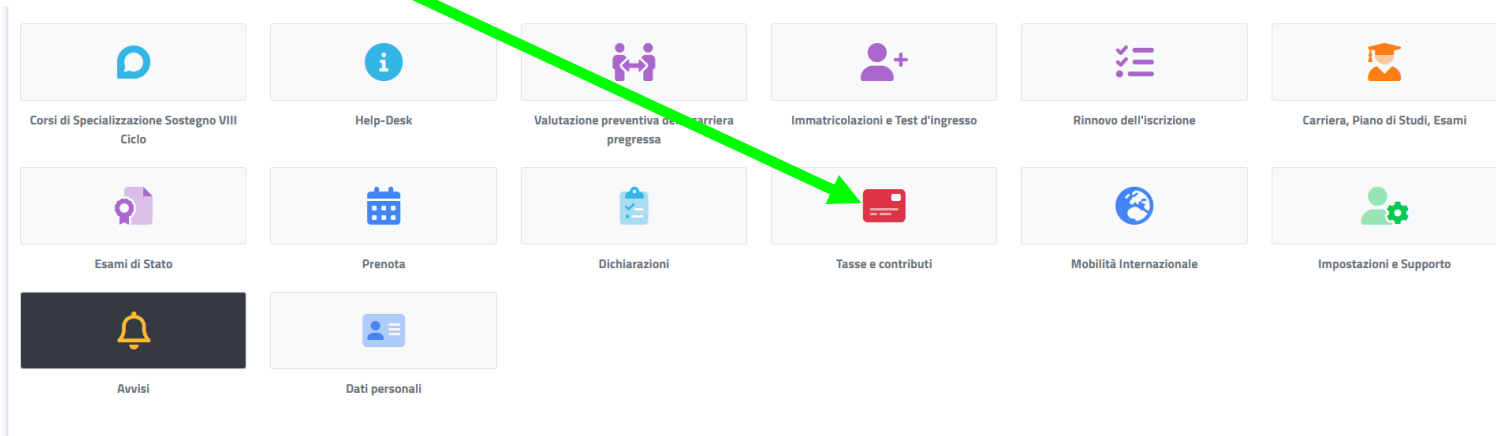 Corsi di Specializzazione Sostegno VIII
Ciclo
Help-Desk
Valutazione preventiva carriera
pregressa
Immatricolazioni e Test d'ingresso
Rinnovo dell'iscrizione
Carriera, Piano di Studi, Esami
Esami di Stato
Prenota
Dichiarazioni
Tasse e contributi
Mobilità Internazionale
Impostazioni e Supporto
Avvisi
Dati personali